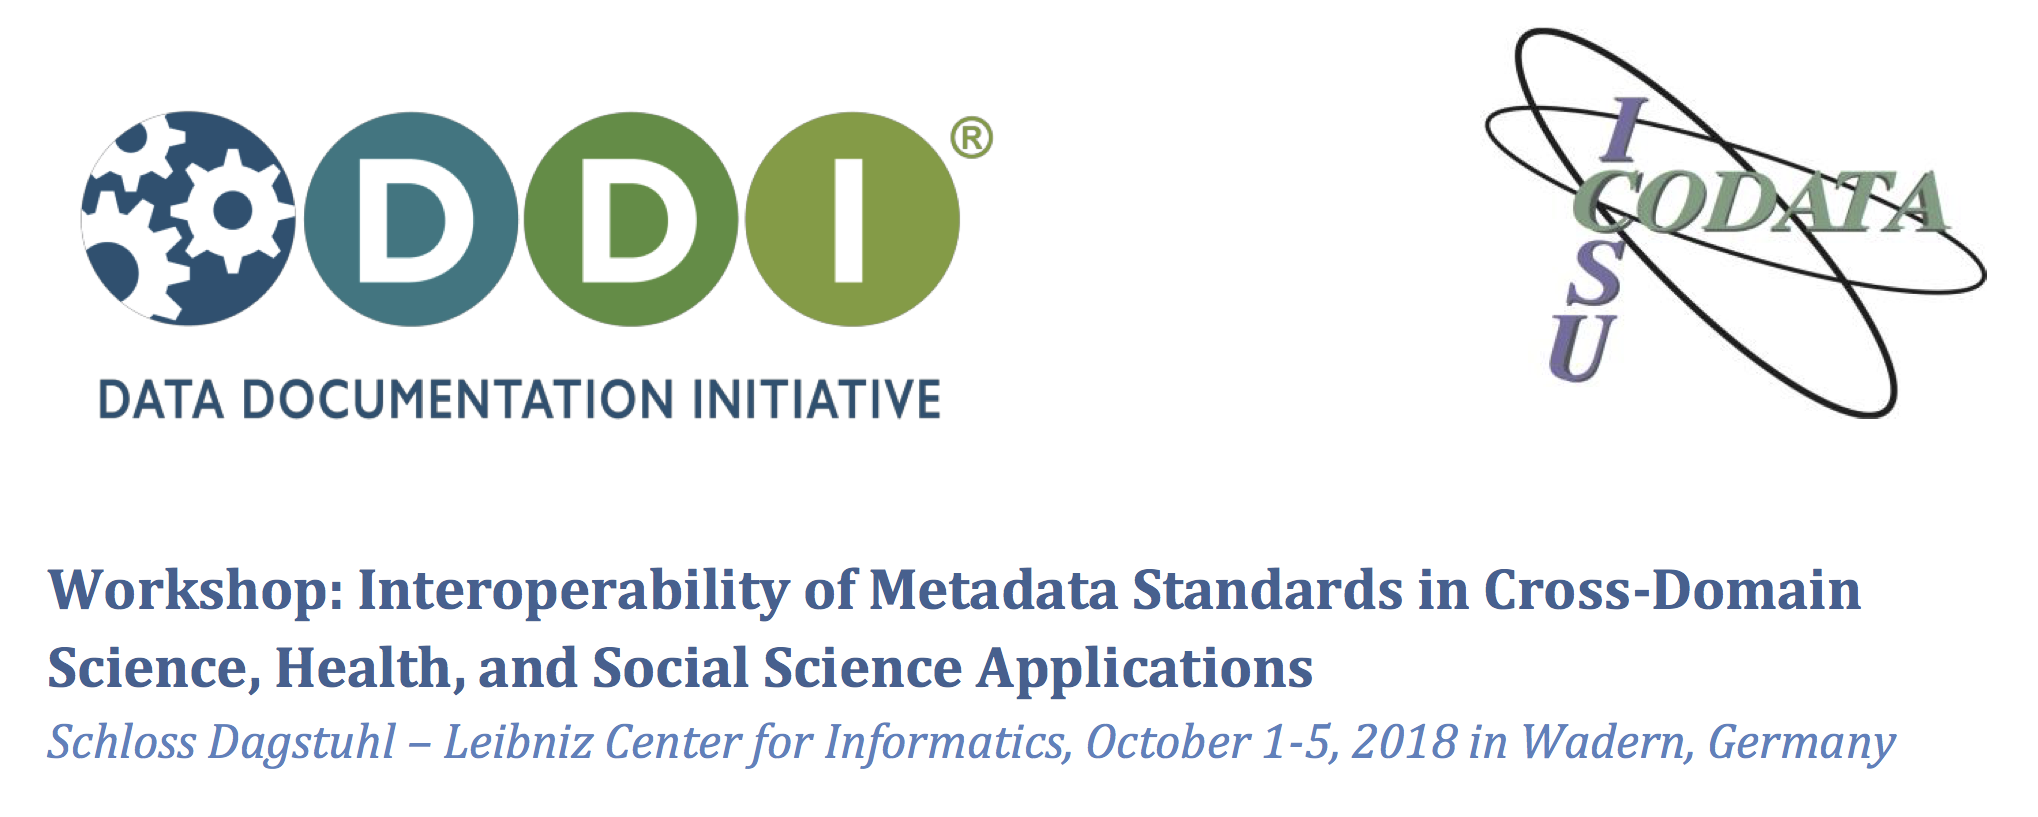 DDI®
DATA DOCUMENTATION INITIATIVE
ICSU
CODATA
Workshop: Interoperability of Metadata Standards in Cross-Domain
Science, Health, and Social Science Applications
Schloss Dagstuhl – Leibniz Center for Informatics, October 1-5, 2018 in Wadern, Germany